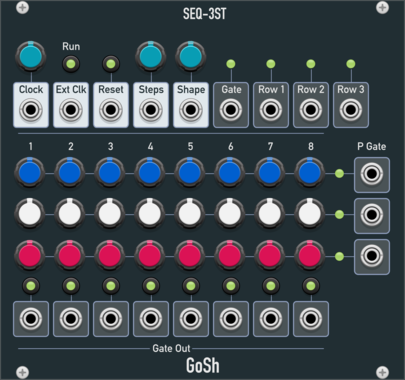 SEQ-3ST
Run
Clock Ext Clk Reset Steps Shape Gate Row 1 Row 2 Row 3
1 2 3 4 5 6 7 8 P Gate
Gate Out
GoSh